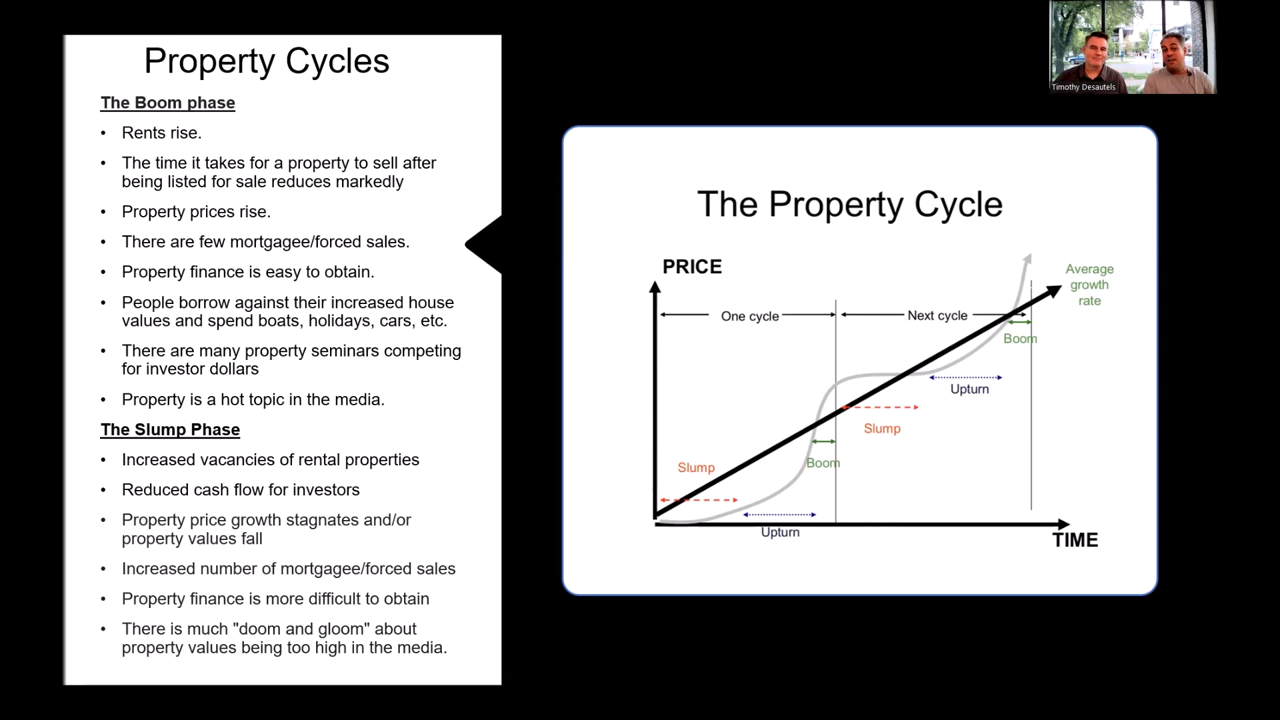 Property Cycles
The Boom phase
• Rents rise.
• The time it takes for a property to sell after
being listed for sale reduces markedly
• Property prices rise.
• There are few mortgagee/forced sales.
• Property finance is easy to obtain.
• People borrow against their increased house
values and spend boats, holidays, cars, etc.
• There are many property seminars competing
for investor dollars
• Property is a hot topic in the media.
The Slump Phase
• Increased vacancies of rental properties
• Reduced cash flow for investors
• Property price growth stagnates and/or
property values fall
• Increased number of mortgagee/forced sales
• Property finance is more difficult to obtain
• There is much "doom and gloom" about
property values being too high in the media.
Timothy Desautels
The Property Cycle
PRICE
Average
growth
rate
One cycle
Next cycle
Boom
Upturn
Slump
Boom
Slump
Upturn
TIME